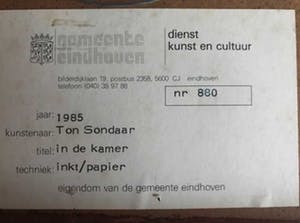 gemeente
eindhoven
dienst
kunst en cultuur
bilderdijklaan 19, postbus 2358, 5600 CJ eindhoven
telefoon (040) 38 97 88
nr 880
jaar: 1985
kunstenaar: Ton Sondaar
titel: in de kamer
techniek: inkt/papier
eigendom van de gemeente eindhoven